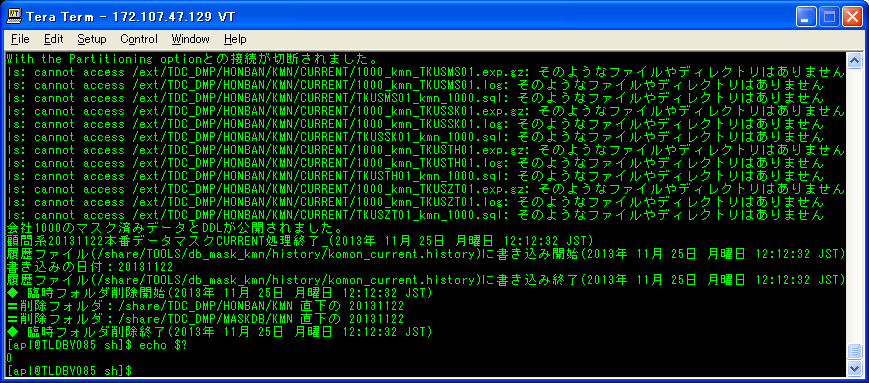 Tera Term - 172.107.47.129 VT
File Edit Setup Control Window Help
With the Partitioning optionとの接続が切断されました。
ls: cannot access /ext/TDC_DMP/HONBAN/KMN/CURRENT/1000_kmn_TKUSMS01.exp.gz: そのようなファイルやディレクトリはありません
ls: cannot access /ext/TDC_DMP/HONBAN/KMN/CURRENT/1000_kmn_TKUSMS01.log: そのようなファイルやディレクトリはありません
ls: cannot access /ext/TDC_DMP/HONBAN/KMN/CURRENT/TKUSMS01_kmn_1000.sql: そのようなファイルやディレクトリはありません
ls: cannot access /ext/TDC_DMP/HONBAN/KMN/CURRENT/1000_kmn_TKUSSK01.exp.gz: そのようなファイルやディレクトリはありません
ls: cannot access /ext/TDC_DMP/HONBAN/KMN/CURRENT/1000_kmn_TKUSSK01.log: そのようなファイルやディレクトリはありません
ls: cannot access /ext/TDC_DMP/HONBAN/KMN/CURRENT/TKUSSK01_kmn_1000.sql: そのようなファイルやディレクトリはありません
ls: cannot access /ext/TDC_DMP/HONBAN/KMN/CURRENT/1000_kmn_TKUSTH01.exp.gz: そのようなファイルやディレクトリはありません
ls: cannot access /ext/TDC_DMP/HONBAN/KMN/CURRENT/1000_kmn_TKUSTH01.log: そのようなファイルやディレクトリはありません
ls: cannot access /ext/TDC_DMP/HONBAN/KMN/CURRENT/TKUSTH01_kmn_1000.sql: そのようなファイルやディレクトリはありません
ls: cannot access /ext/TDC_DMP/HONBAN/KMN/CURRENT/1000_kmn_TKUSZT01.exp.gz: そのようなファイルやディレクトリはありません
ls: cannot access /ext/TDC_DMP/HONBAN/KMN/CURRENT/1000_kmn_TKUSZT01.log: そのようなファイルやディレクトリはありません
ls: cannot access /ext/TDC_DMP/HONBAN/KMN/CURRENT/TKUSZT01_kmn_1000.sql: そのようなファイルやディレクトリはありません
会社1000のマスク済みデータとDDLが公開されました。
顧問系20131122本番データマスクCURRENT処理終了 (2013年 11月 25日 月曜日 12:12:32 JST)
履歴ファイル(/share/TOOLS/db_mask_kmn/history/komon_current.history)に書き込み開始(2013年 11月 25日 月曜日 12:12:32 JST)
書き込みの日付：20131122
履歴ファイル(/share/TOOLS/db_mask_kmn/history/komon_current.history)に書き込み終了(2013年 11月 25日 月曜日 12:12:32 JST)
◆ 臨時フォルダ削除開始(2013年 11月 25日 月曜日 12:12:32 JST)
＝削除フォルダ：/share/TDC_DMP/HONBAN/KMN 直下の 20131122
＝削除フォルダ：/share/TDC_DMP/MASKDB/KMN 直下の 20131122
◆ 臨時フォルダ削除終了(2013年 11月 25日 月曜日 12:12:32 JST)
[apl@TLDBY085 sh]$ echo $?
0
[apl@TLDBY085 sh]$